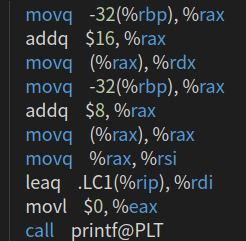 movq -32(%rbp), %rax
addq $16, %rax
movq (%rax), %rdx
movq -32(%rbp), %rax
addq $8, %rax
movq (%rax), %rax
movq %rax, %rsi
leaq .LC1(%rip), %rdi
movl $0, %eax
call printf@PLT